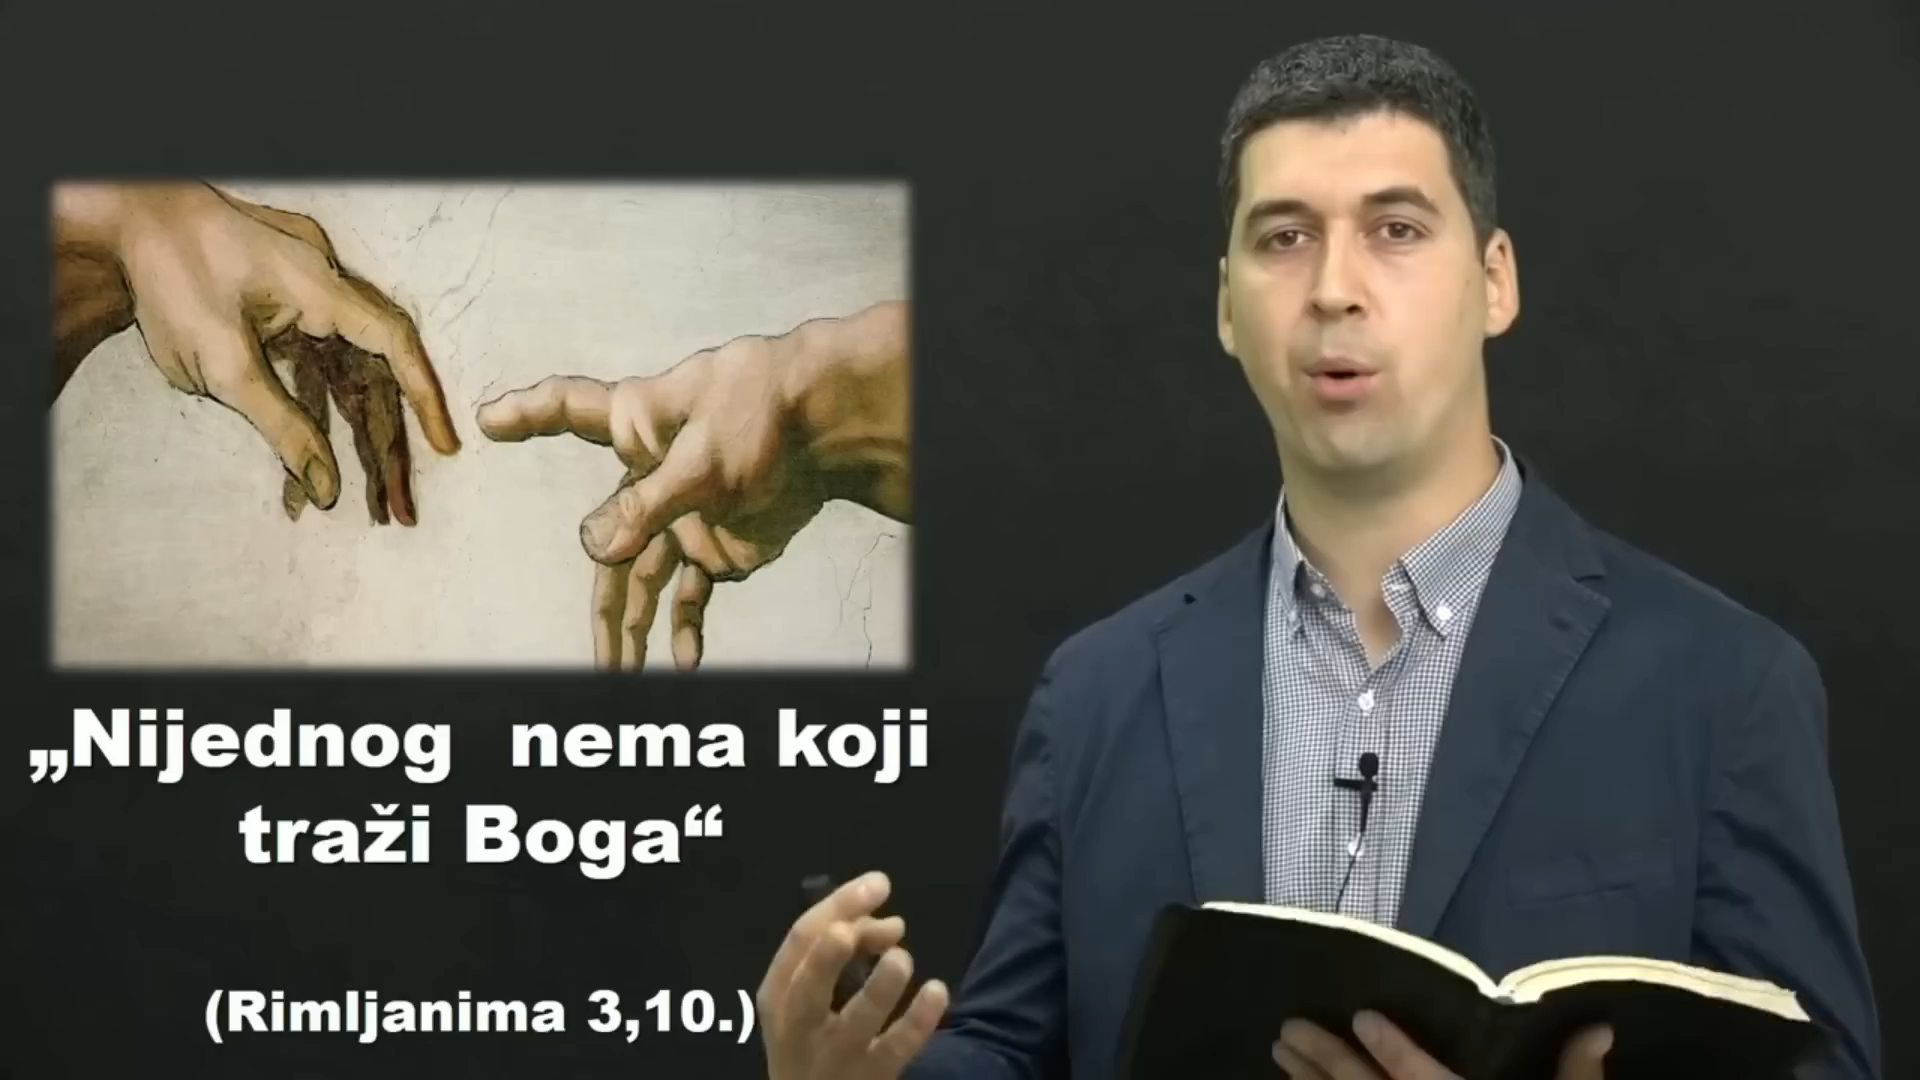 „Nijednog nema koji
traži Boga“
(Rimljanima 3,10.)